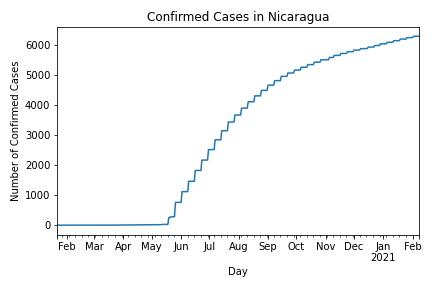 Confirmed Cases in Nicaragua
Number of Confirmed Cases
6000
5000
4000
3000
2000
1000
0
Feb Mar Apr May Jun Jul Aug Sep Oct Nov Dec Jan Feb
2021
Day